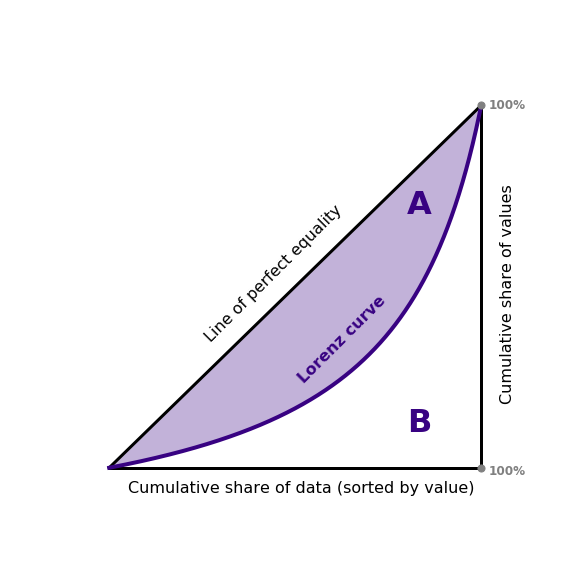 100%
A
Line of perfect equality
Cumulative share of values
Lorenz curve
B
100%
Cumulative share of data (sorted by value)